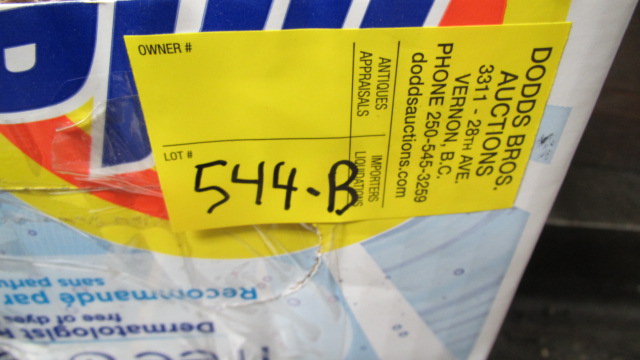 OWNER #
LOT #
544-B
ANTIQUES
APPRAISALS
IMPORTERS
LIQUIDATORS
DODDS BROS.
AUCTIONS
3311 - 28TH AVE.
VERNON, B.C.
PHONE 250-545-3259
doddsauctions.com
Recommandé par
sans parfu
Dermatologist
free of dyes